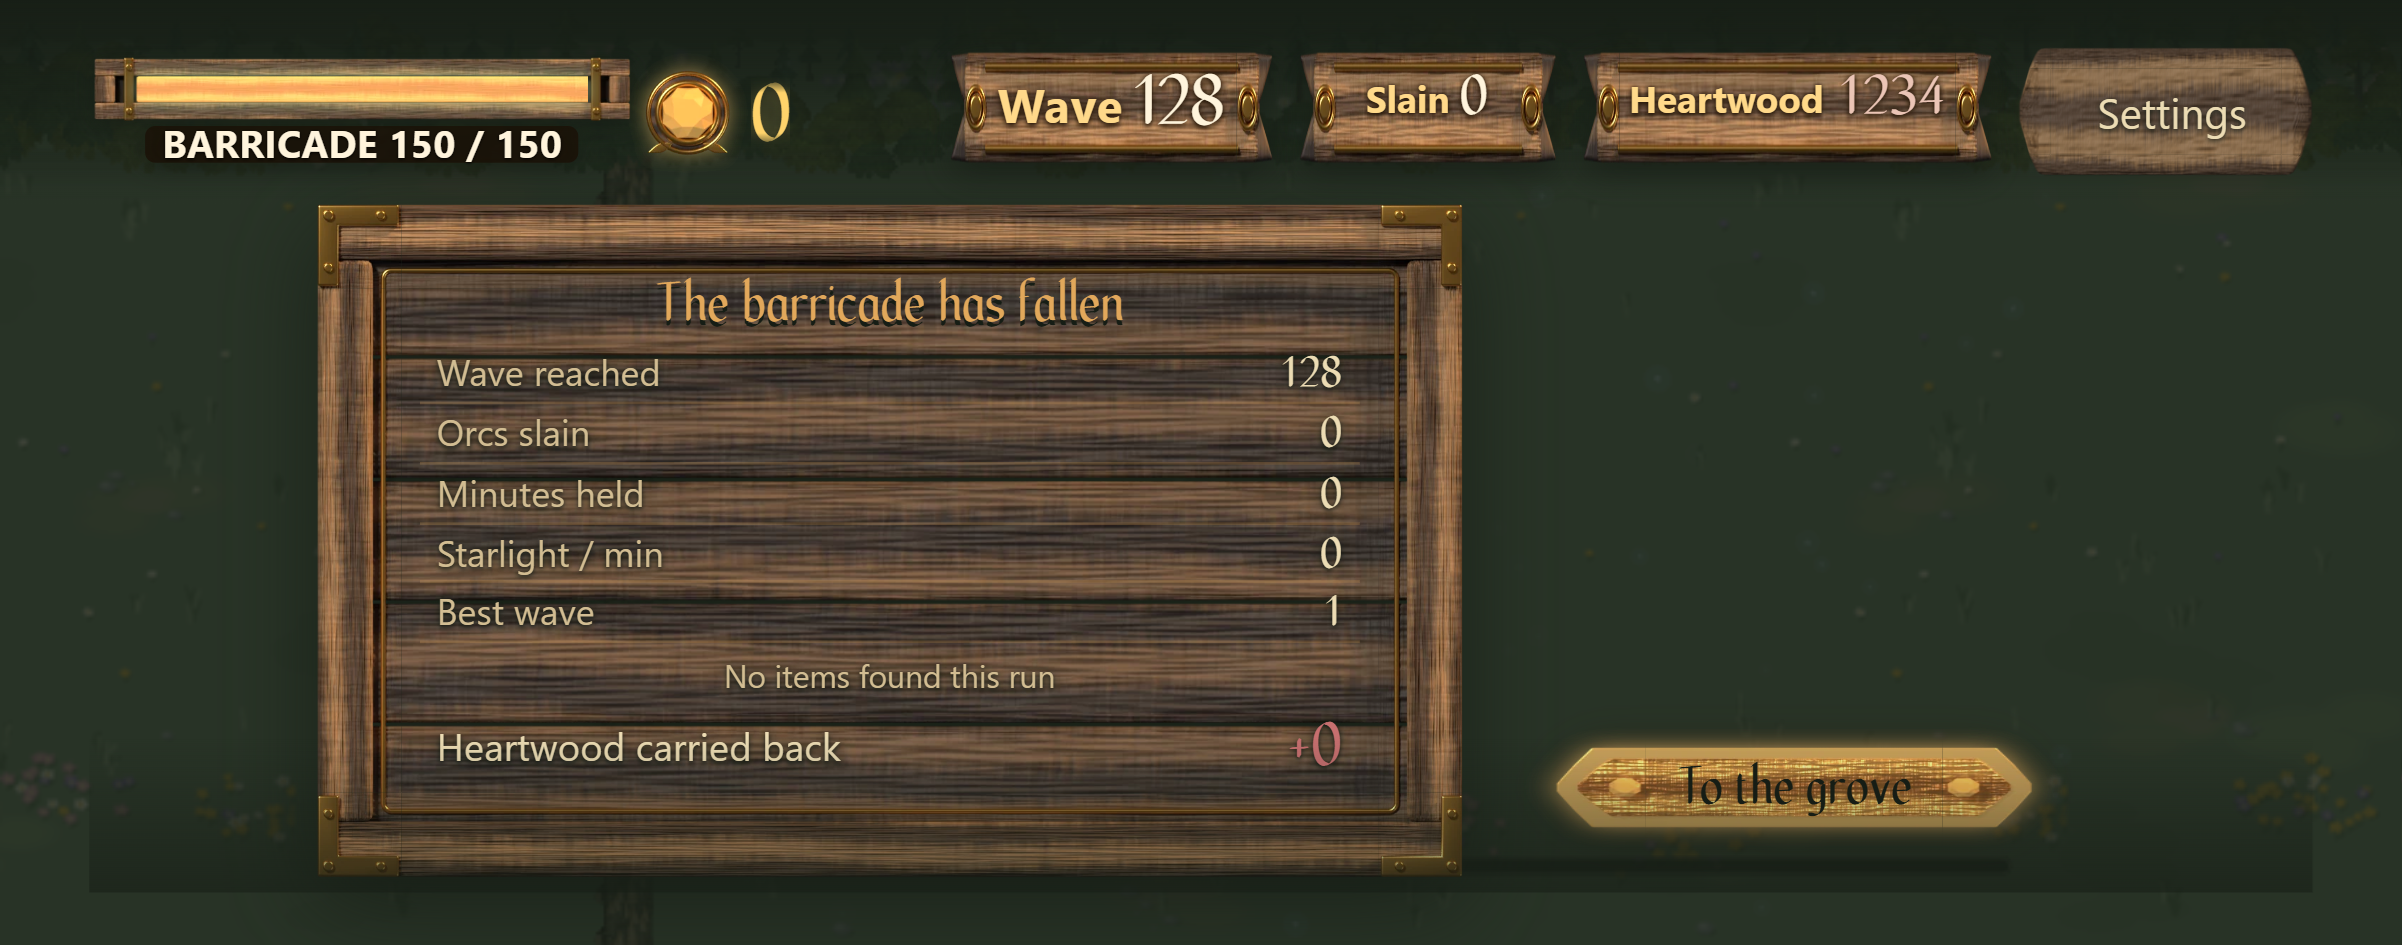 BARRICADE 150 / 150
0
Wave 128
Slain 0
Heartwood 1234
Settings
The barricade has fallen
Wave reached 128
Orcs slain 0
Minutes held 0
Starlight / min 0
Best wave 1
No items found this run
Heartwood carried back +0
To the grove